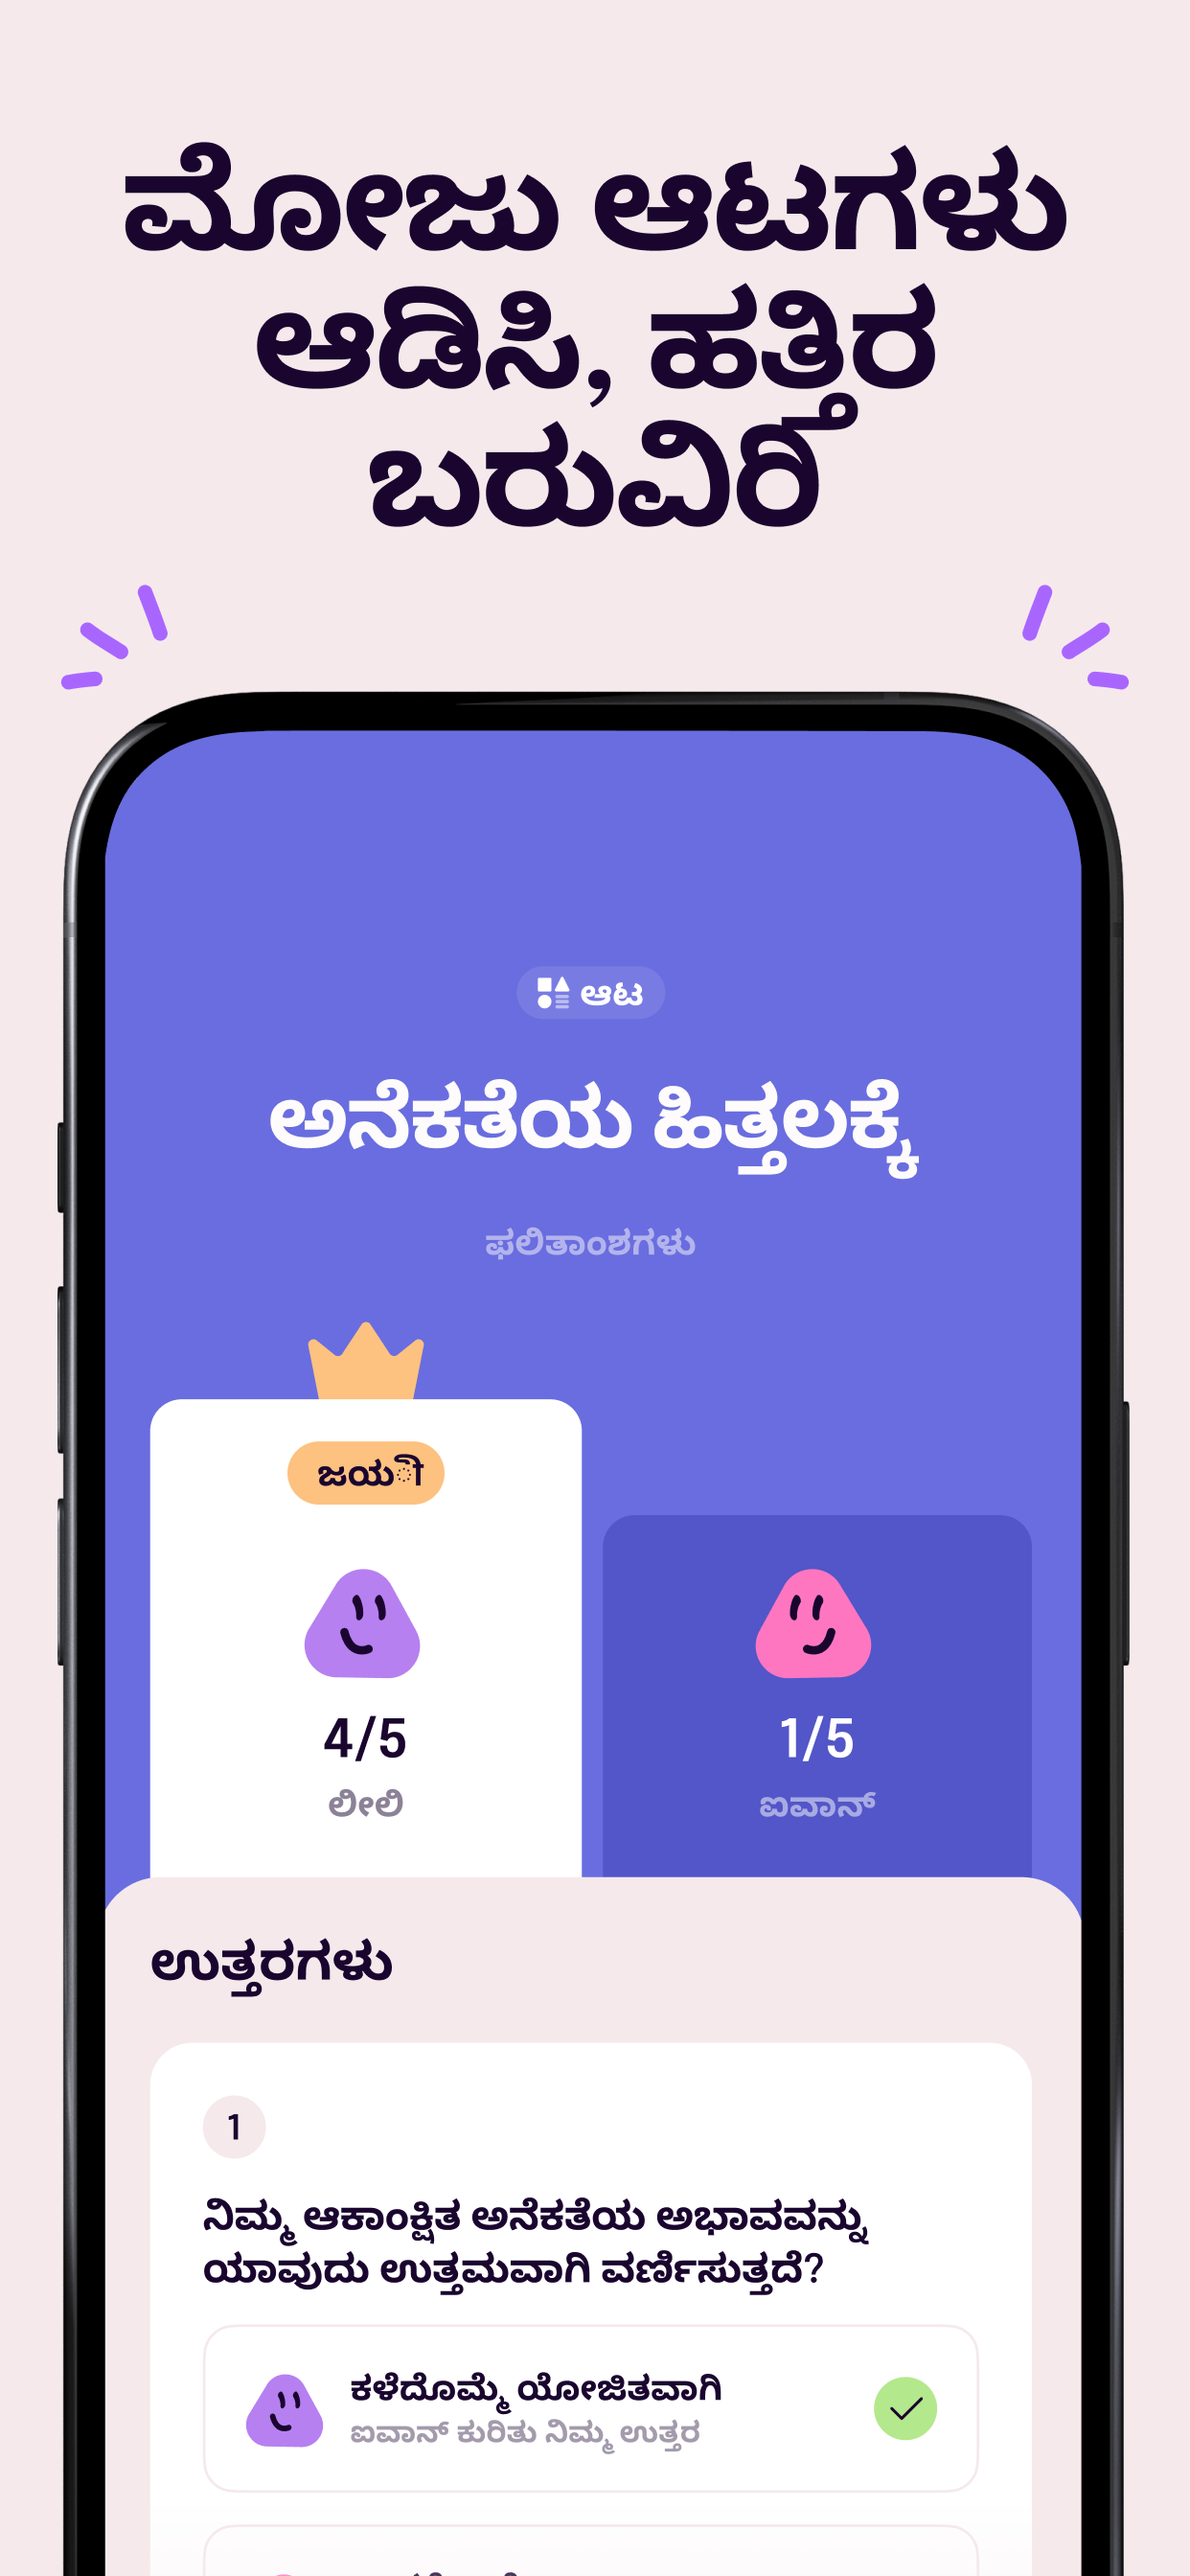 ಮೋಜು ಆಟಗಳು
ಆಡಿಸಿ, ಹತ್ತಿರ
ಬರುವಿರಿ
ಆಟ
ಅನೆಕತೆಯ ಹಿತ್ತಲಕ್ಕೆ
ಫಲಿತಾಂಶಗಳು
ಜಯ ೀ
4/5
ಲೀಲಿ
1/5
ಐವಾನ್
ಉತ್ತರಗಳು
1
ನಿಮ್ಮ ಆಕಾಂಕ್ಷಿತ ಅನೆಕತೆಯ ಅಭಾವವನ್ನು
ಯಾವುದು ಉತ್ತಮವಾಗಿ ವರ್ಣಿಸುತ್ತದೆ?
ಕಳೆದೊಮ್ಮೆ ಯೋಜಿತವಾಗಿ
ಐವಾನ್ ಕುರಿತು ನಿಮ್ಮ ಉತ್ತರ